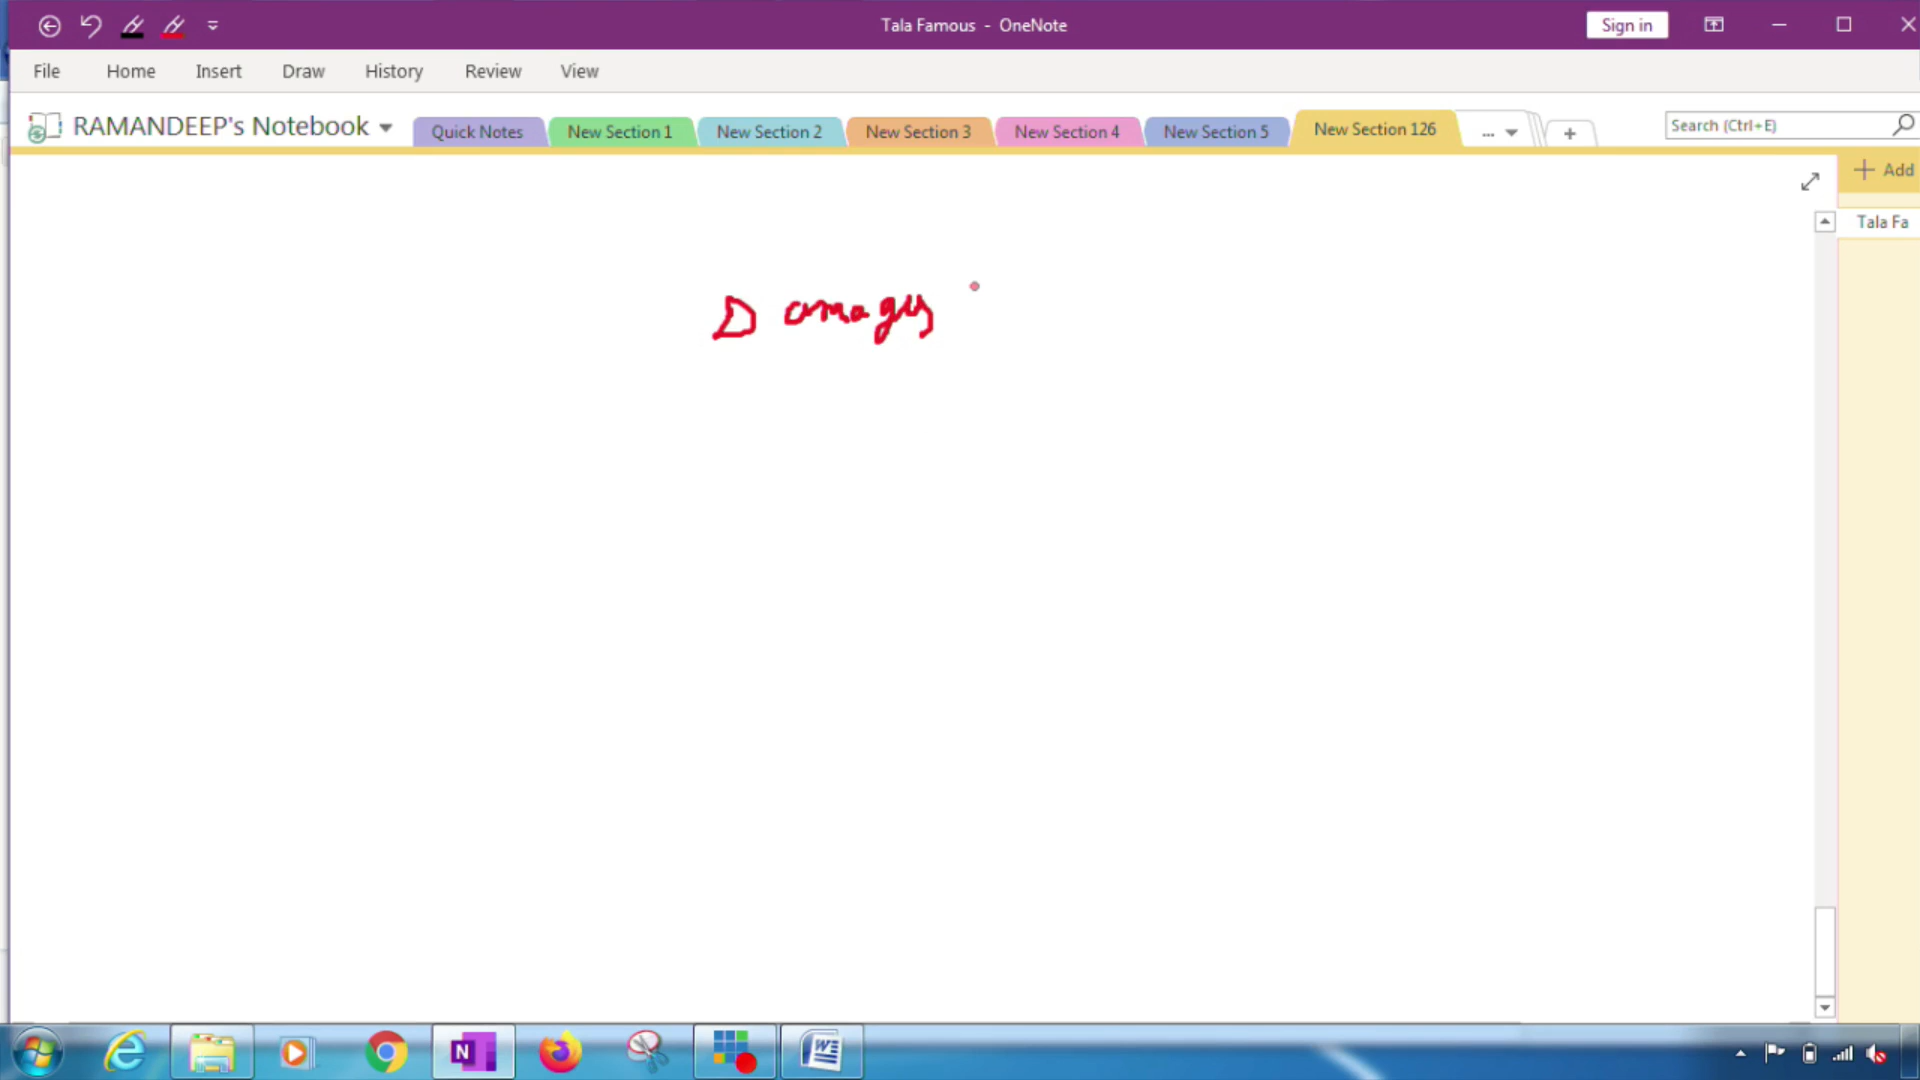 Tala Famous - OneNote
Sign in
File Home Insert Draw History Review View
RAMANDEEP's Notebook
Quick Notes New Section 1 New Section 2 New Section 3 New Section 4 New Section 5 New Section 126 ... +
Search (Ctrl+E)
+ Add
Tala Fa
Damages